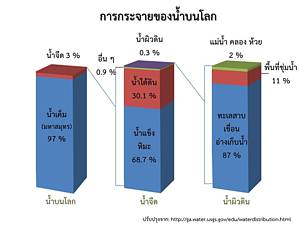 การกระจายของน้ำบนโลก
น้ำจืด 3 %
น้ำเค็ม
(มหาสมุทร)
97 %
น้ำบนโลก
อื่น ๆ
0.9 %
น้ำผิวดิน
0.3 %
น้ำใต้ดิน
30.1 %
น้ำแข็ง
หิมะ
68.7 %
น้ำจืด
แม่น้ำ คลอง ห้วย
2 %
พื้นที่ชุ่มน้ำ
11 %
ทะเลสาบ
เขื่อน
อ่างเก็บน้ำ
87 %
น้ำผิวดิน
ปรับปรุงจาก: http://ga.water.usgs.gov/edu/waterdistribution.html)